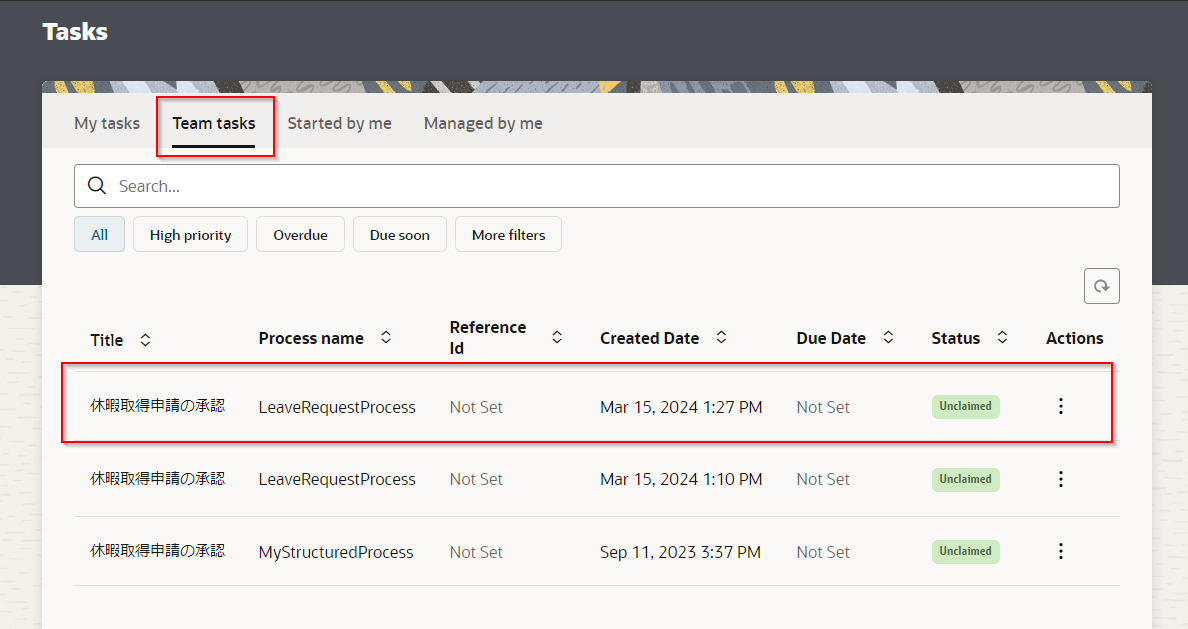 Tasks
My tasks Team tasks Started by me Managed by me
Search...
All High priority Overdue Due soon More filters
Title Process name Reference Id Created Date Due Date Status Actions
休暇取得申請の承認 LeaveRequestProcess Not Set Mar 15, 2024 1:27 PM Not Set Unclaimed
休暇取得申請の承認 LeaveRequestProcess Not Set Mar 15, 2024 1:10 PM Not Set Unclaimed
休暇取得申請の承認 MyStructuredProcess Not Set Sep 11, 2023 3:37 PM Not Set Unclaimed